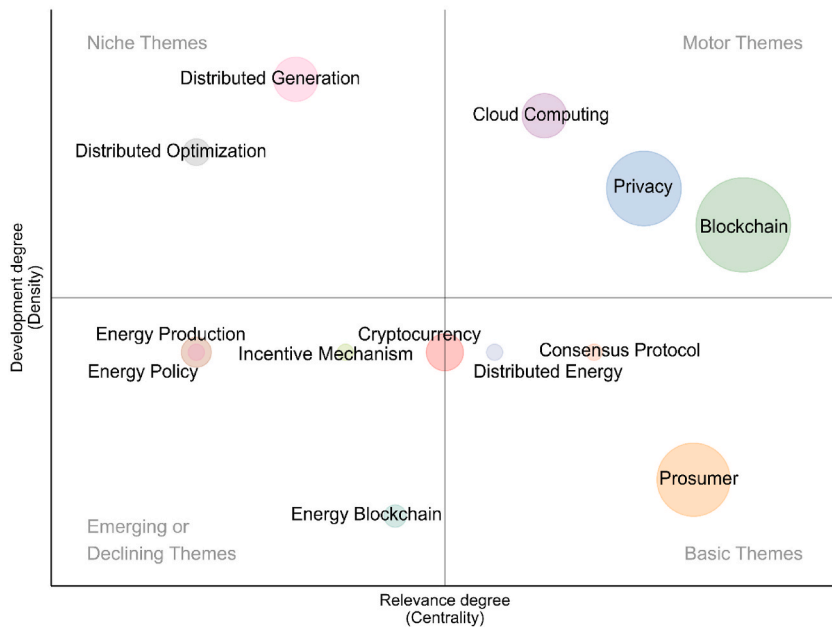 Niche Themes
Motor Themes
Distributed Generation
Cloud Computing
Distributed Optimization
Privacy
Blockchain
Development degree
(Density)
Energy Production
Cryptocurrency
Incentive Mechanism
Consensus Protocol
Energy Policy
Distributed Energy
Prosumer
Energy Blockchain
Emerging or
Declining Themes
Basic Themes
Relevance degree
(Centrality)